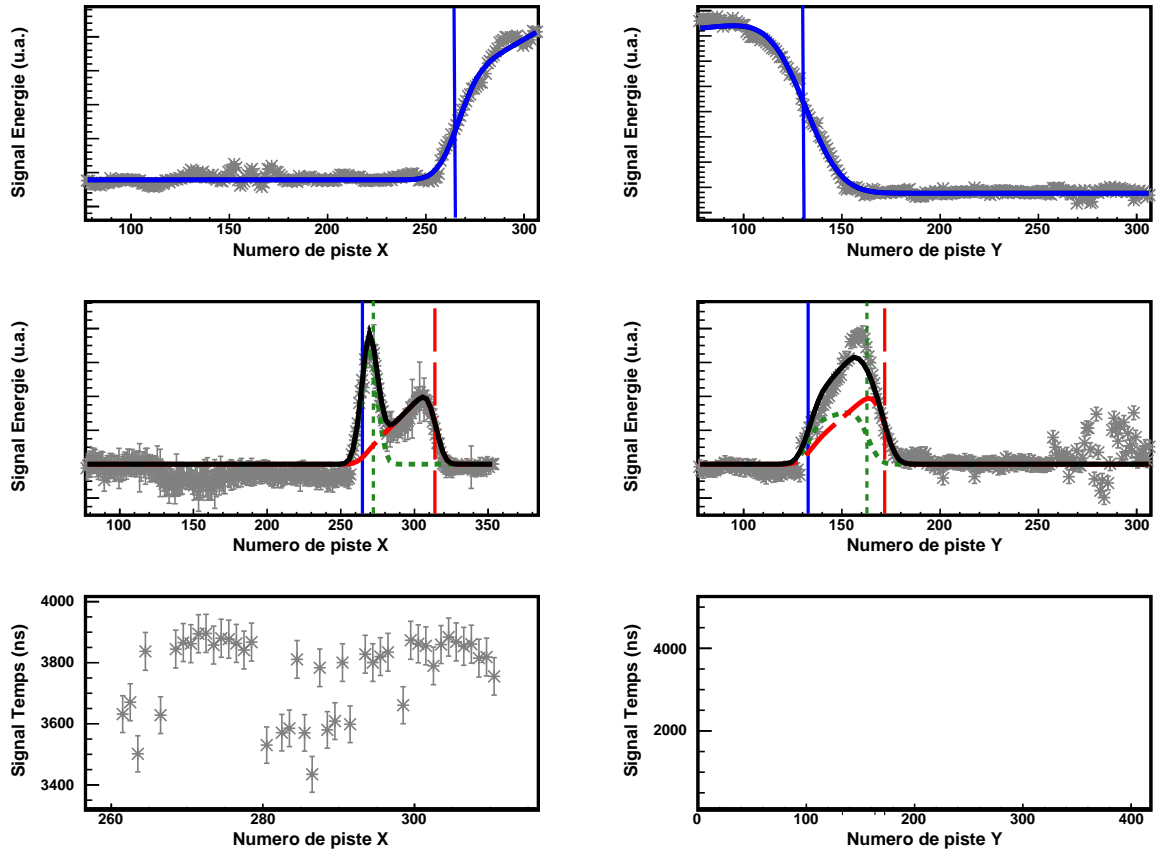 Signal Energie (u.a.)
100 150 200 250 300
Numero de piste X
Signal Energie (u.a.)
100 150 200 250 300
Numero de piste Y
Signal Energie (u.a.)
100 150 200 250 300 350
Numero de piste X
Signal Energie (u.a.)
100 150 200 250 300
Numero de piste Y
Signal Temps (ns)
4000
3800
3600
3400
260 280 300
Numero de piste X
Signal Temps (ns)
4000
2000
0 100 200 300 400
Numero de piste Y